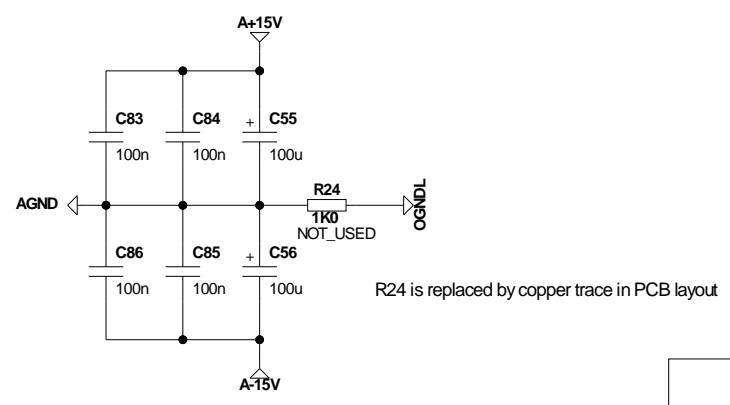 A+15V
C83
C84
+ C55
100n
100n
100u
AGND
R24
OGNDL
1K0
NOT_USED
C86
C85
+ C56
100n
100n
100u
R24 is replaced by copper trace in PCB layout
A-15V